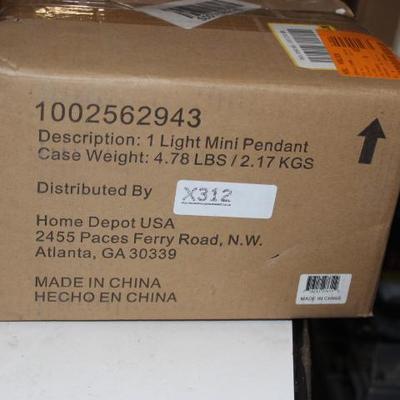 1002562943
Description: 1 Light Mini Pendant
Case Weight: 4.78 LBS / 2.17 KGS
Distributed By X312
Home Depot USA
2455 Paces Ferry Road, N.W.
Atlanta, GA 30339
MADE IN CHINA
HECHO EN CHINA
MADE IN CHINA